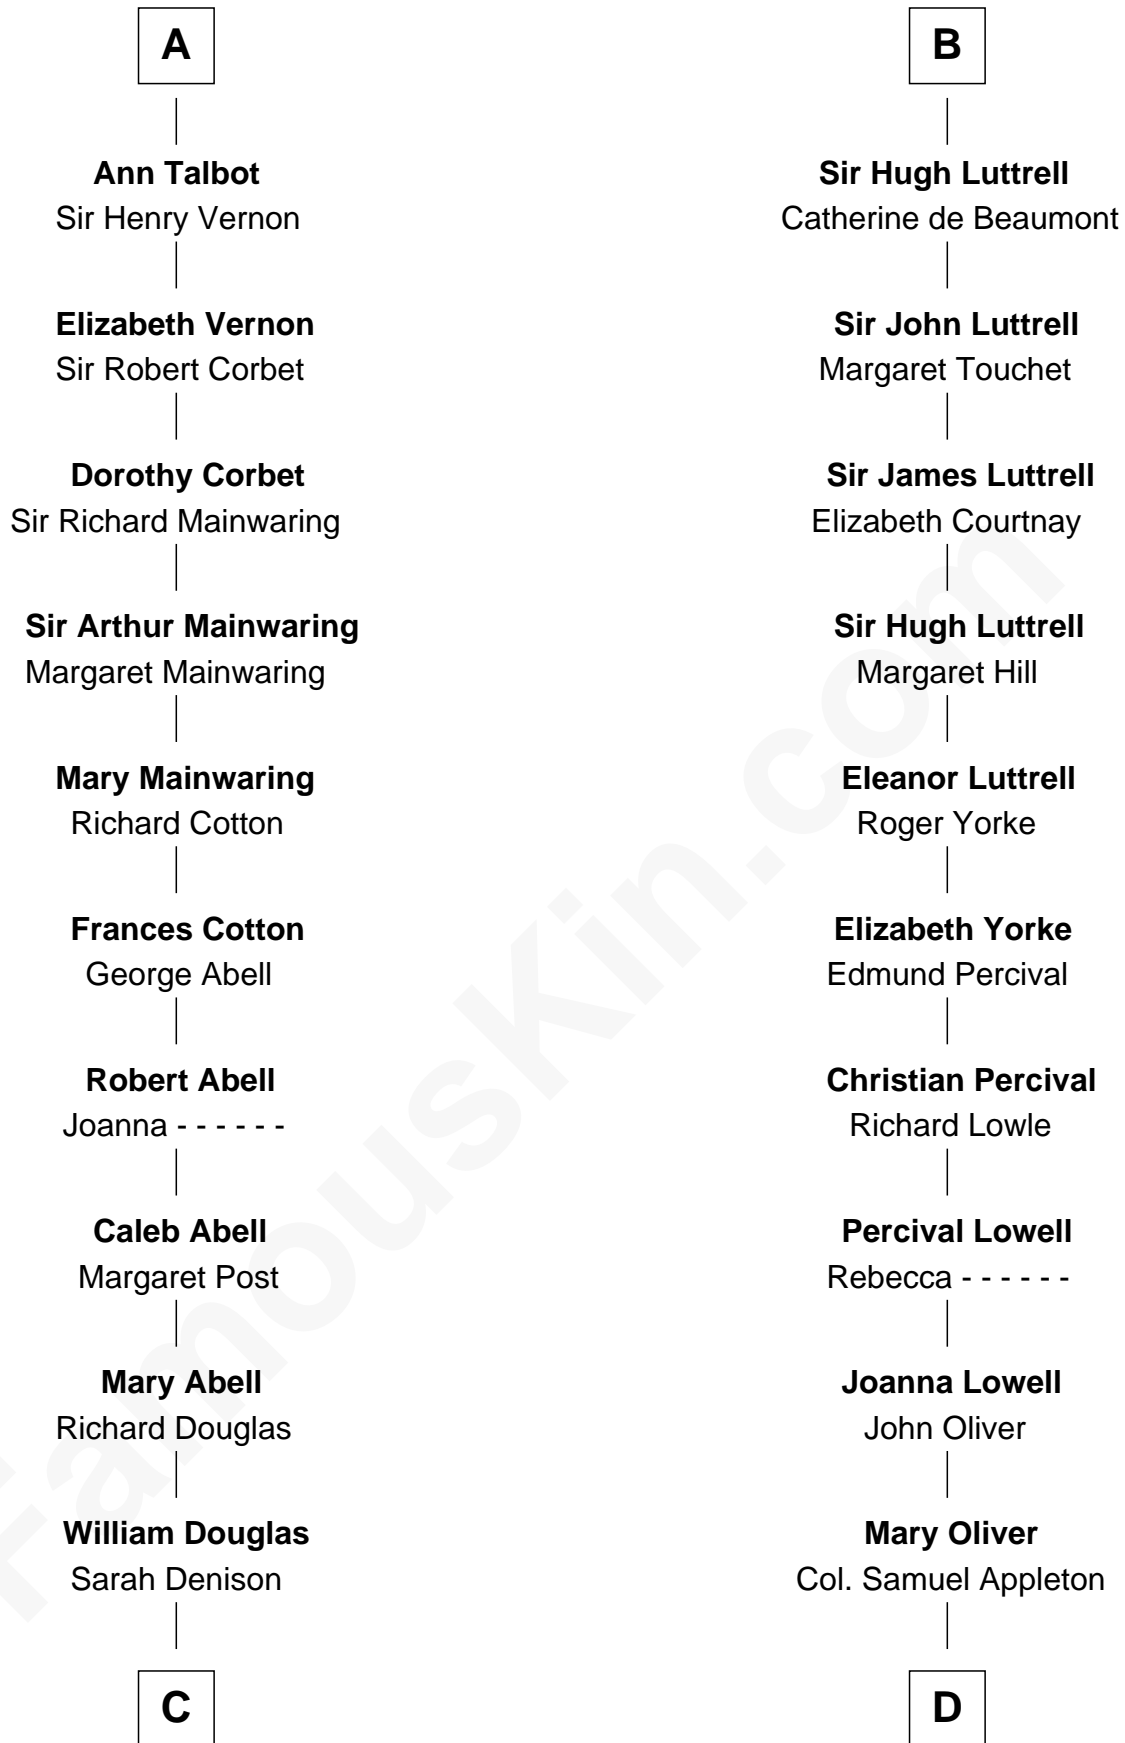 A
Ann Talbot
Sir Henry Vernon
Elizabeth Vernon
Sir Robert Corbet
Dorothy Corbet
Sir Richard Mainwaring
Sir Arthur Mainwaring
Margaret Mainwaring
Mary Mainwaring
Richard Cotton
Frances Cotton
George Abell
Robert Abell
Joanna - - - - - -
Caleb Abell
Margaret Post
Mary Abell
Richard Douglas
William Douglas
Sarah Denison
C
B
Sir Hugh Luttrell
Catherine de Beaumont
Sir John Luttrell
Margaret Touchet
Sir James Luttrell
Elizabeth Courtnay
Sir Hugh Luttrell
Margaret Hill
Eleanor Luttrell
Roger Yorke
Elizabeth Yorke
Edmund Percival
Christian Percival
Richard Lowle
Percival Lowell
Rebecca - - - - - -
Joanna Lowell
John Oliver
Mary Oliver
Col. Samuel Appleton
D
FamousKin.com